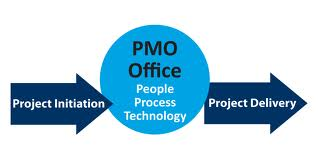 PMO
Office
People
Process
Technology
Project Initiation
Project Delivery